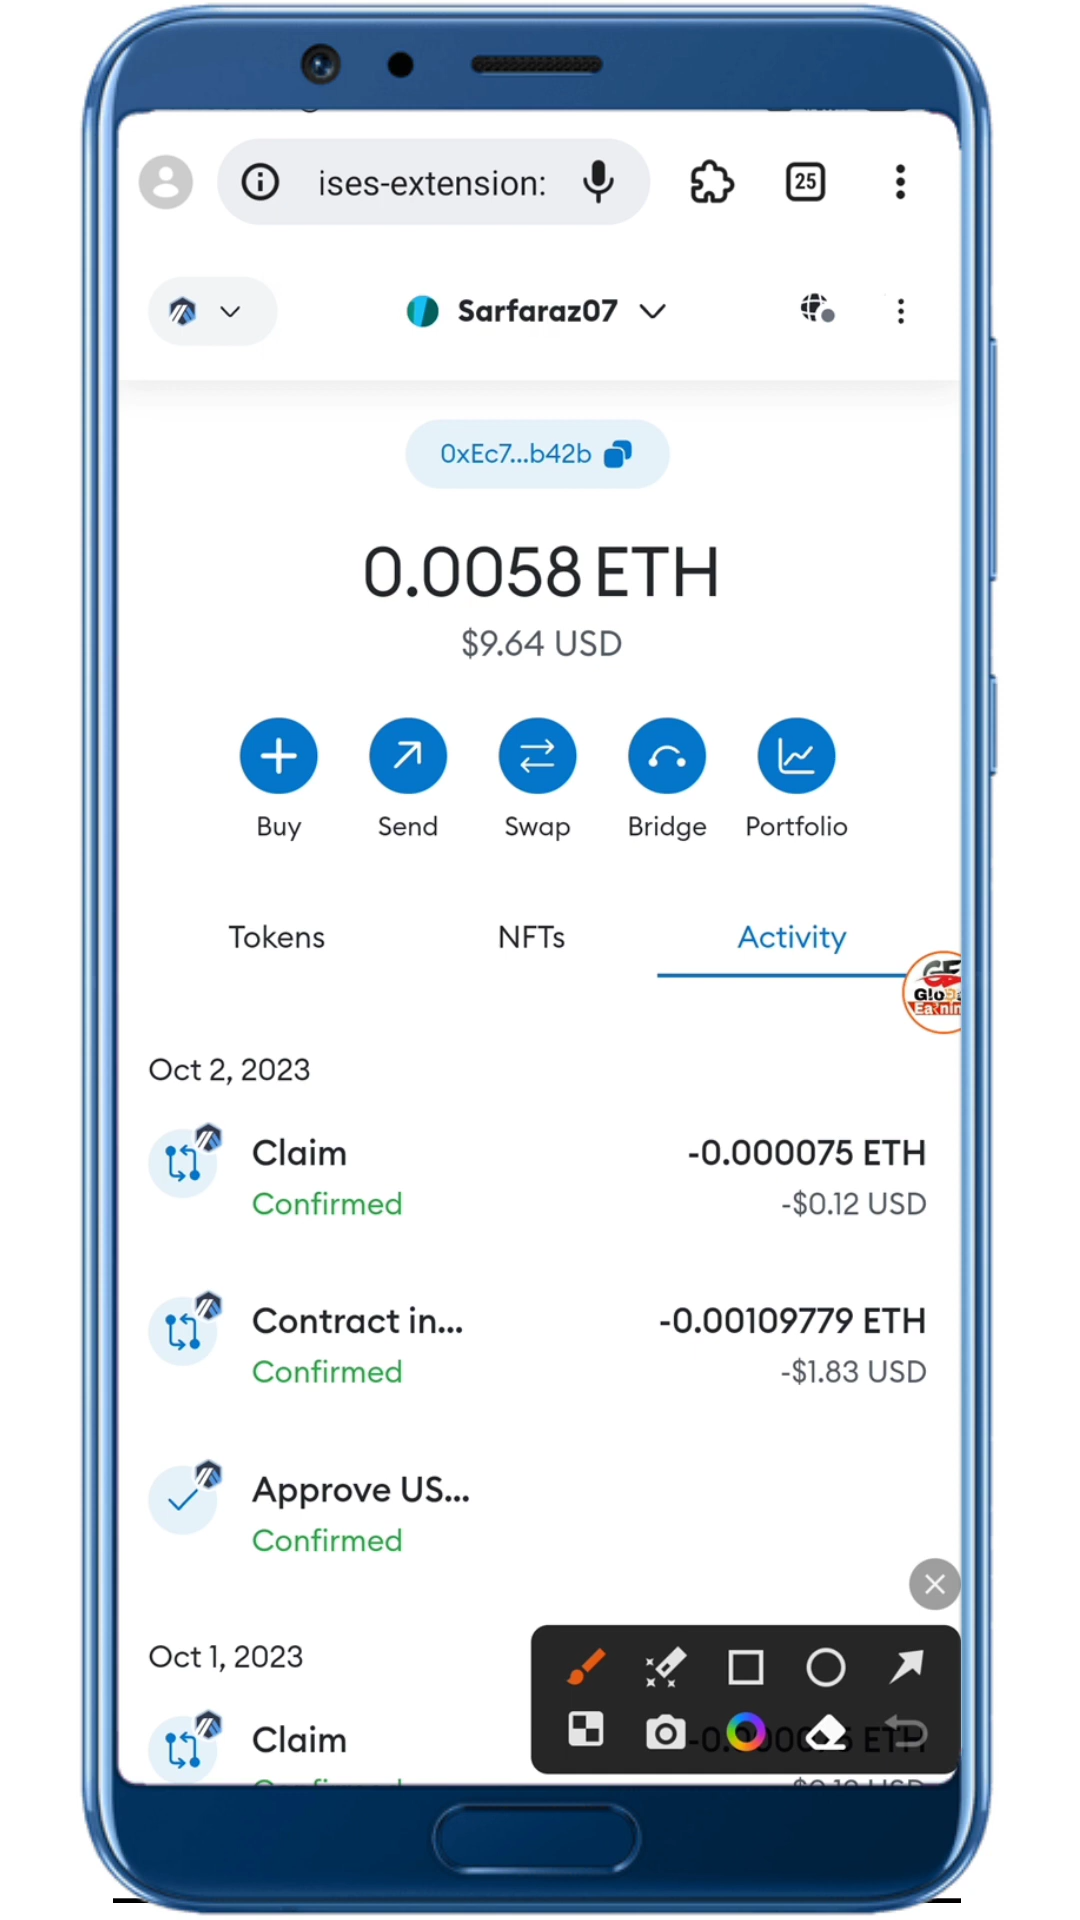 ises-extension:
25
Sarfaraz07
0xEc7...b42b
0.0058 ETH
$9.64 USD
Buy Send Swap Bridge Portfolio
Tokens NFTs Activity
Oct 2, 2023
Claim -0.000075 ETH
Confirmed -$0.12 USD
Contract in... -0.00109779 ETH
Confirmed -$1.83 USD
Approve US...
Confirmed
Oct 1, 2023
Claim